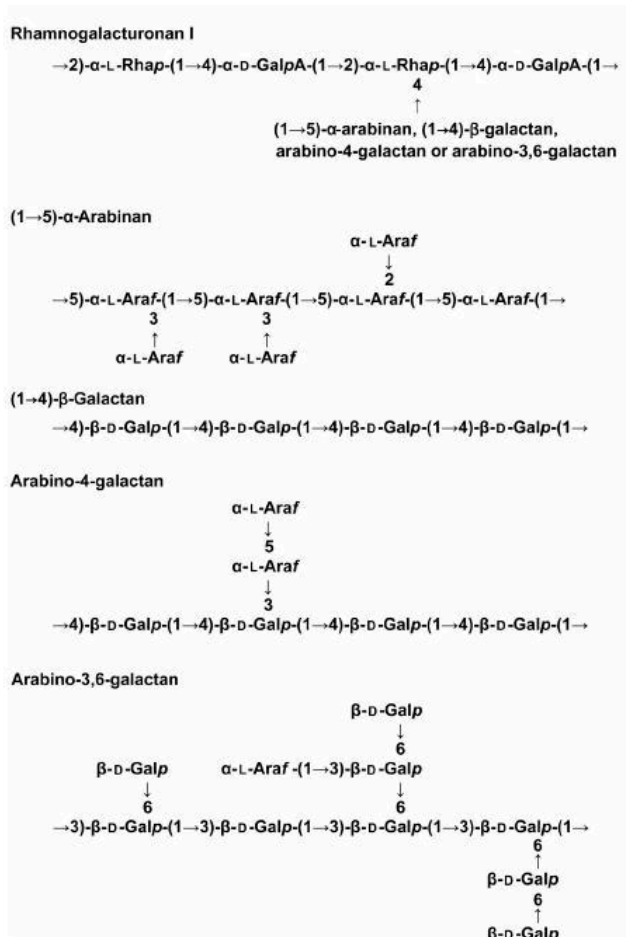 Rhamnogalacturonan I
→2)-α-L-Rhap-(1→4)-α-D-GalpA-(1→2)-α-L-Rhap-(1→4)-α-D-GalpA-(1→
4
↑
(1→5)-α-arabinan, (1→4)-β-galactan,
arabino-4-galactan or arabino-3,6-galactan
(1→5)-α-Arabinan
α-L-Araf
↓
2
→5)-α-L-Araf-(1→5)-α-L-Araf-(1→5)-α-L-Araf-(1→5)-α-L-Araf-(1→
3 3
↑ ↑
α-L-Araf α-L-Araf
(1→4)-β-Galactan
→4)-β-D-Galp-(1→4)-β-D-Galp-(1→4)-β-D-Galp-(1→4)-β-D-Galp-(1→
Arabino-4-galactan
α-L-Araf
↓
5
α-L-Araf
↓
3
→4)-β-D-Galp-(1→4)-β-D-Galp-(1→4)-β-D-Galp-(1→4)-β-D-Galp-(1→
Arabino-3,6-galactan
β-D-Galp
↓
6
β-D-Galp α-L-Araf -(1→3)-β-D-Galp
↓ ↓
6 6
→3)-β-D-Galp-(1→3)-β-D-Galp-(1→3)-β-D-Galp-(1→3)-β-D-Galp-(1→
6
↑
β-D-Galp
6
↑
β-D-Galp